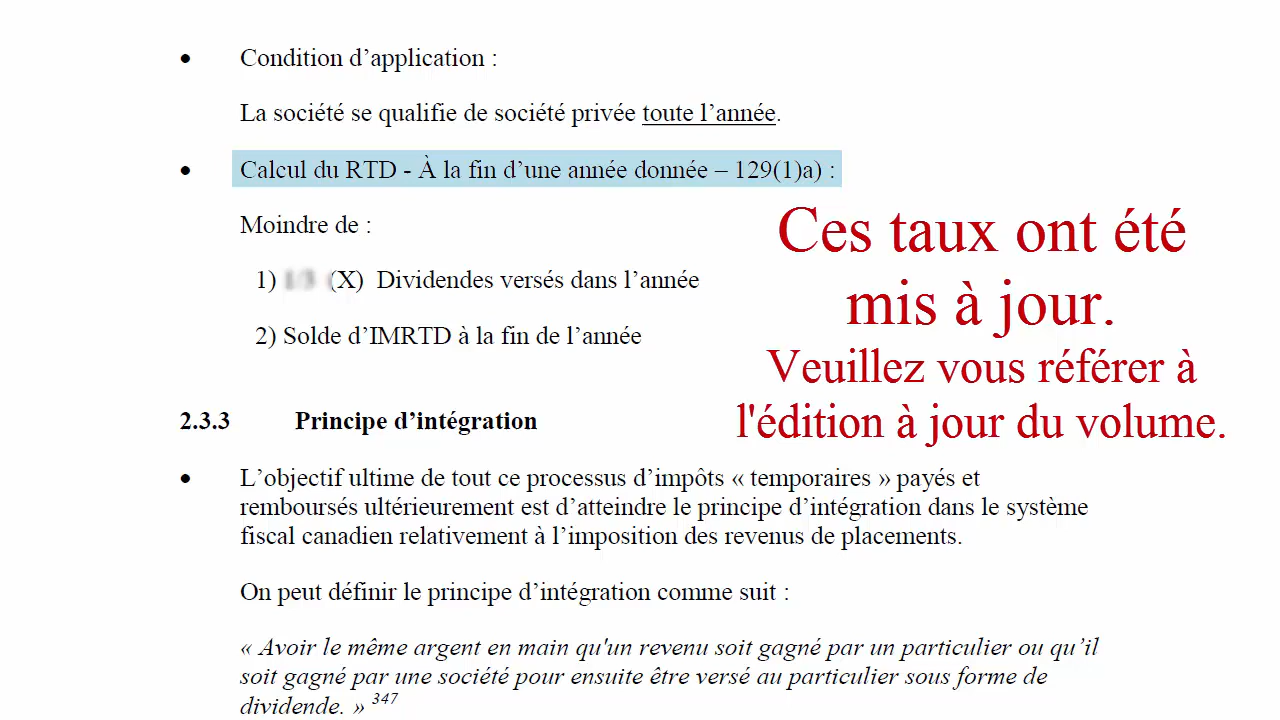 • Condition d’application :
La société se qualifie de société privée toute l’année.
• Calcul du RTD - À la fin d’une année donnée – 129(1)a) :
Moindre de :
1) (X) Dividendes versés dans l’année
2) Solde d’IMRTD à la fin de l’année
Ces taux ont été
mis à jour.
Veuillez vous référer à
l'édition à jour du volume.
2.3.3 Principe d’intégration
• L’objectif ultime de tout ce processus d’impôts « temporaires » payés et
remboursés ultérieurement est d’atteindre le principe d’intégration dans le système
fiscal canadien relativement à l’imposition des revenus de placements.
On peut définir le principe d’intégration comme suit :
« Avoir le même argent en main qu'un revenu soit gagné par un particulier ou qu’il
soit gagné par une société pour ensuite être versé au particulier sous forme de
dividende. » 347